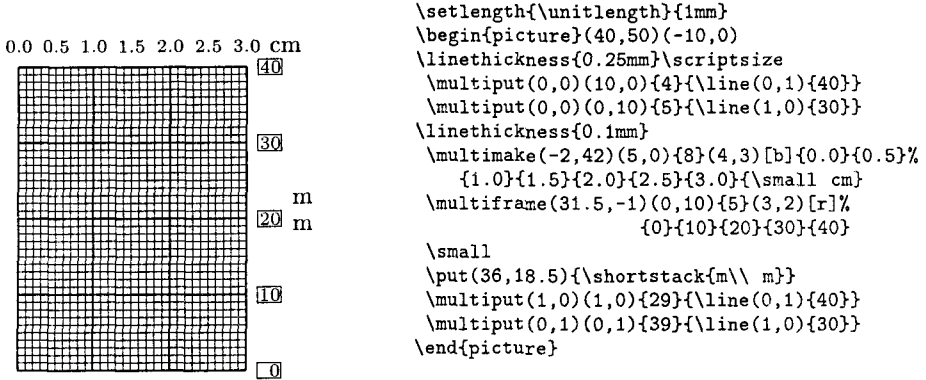 0.0 0.5 1.0 1.5 2.0 2.5 3.0 cm
40
30
m
20 m
10
0
\setlength{\unitlength}{1mm}
\begin{picture}(40,50)(-10,0)
\linethickness{0.25mm}\scriptsize
\multiput(0,0)(10,0){4}{\line(0,1){40}}
\multiput(0,0)(0,10){5}{\line(1,0){30}}
\linethickness{0.1mm}
\multimake(-2,42)(5,0){8}(4,3)[b]{0.0}{0.5}%
{1.0}{1.5}{2.0}{2.5}{3.0}{\small cm}
\multiframe(31.5,-1)(0,10){5}(3,2)[r]%
{0}{10}{20}{30}{40}
\small
\put(36,18.5){\shortstack{m\\ m}}
\multiput(1,0)(1,0){29}{\line(0,1){40}}
\multiput(0,1)(0,1){39}{\line(1,0){30}}
\end{picture}